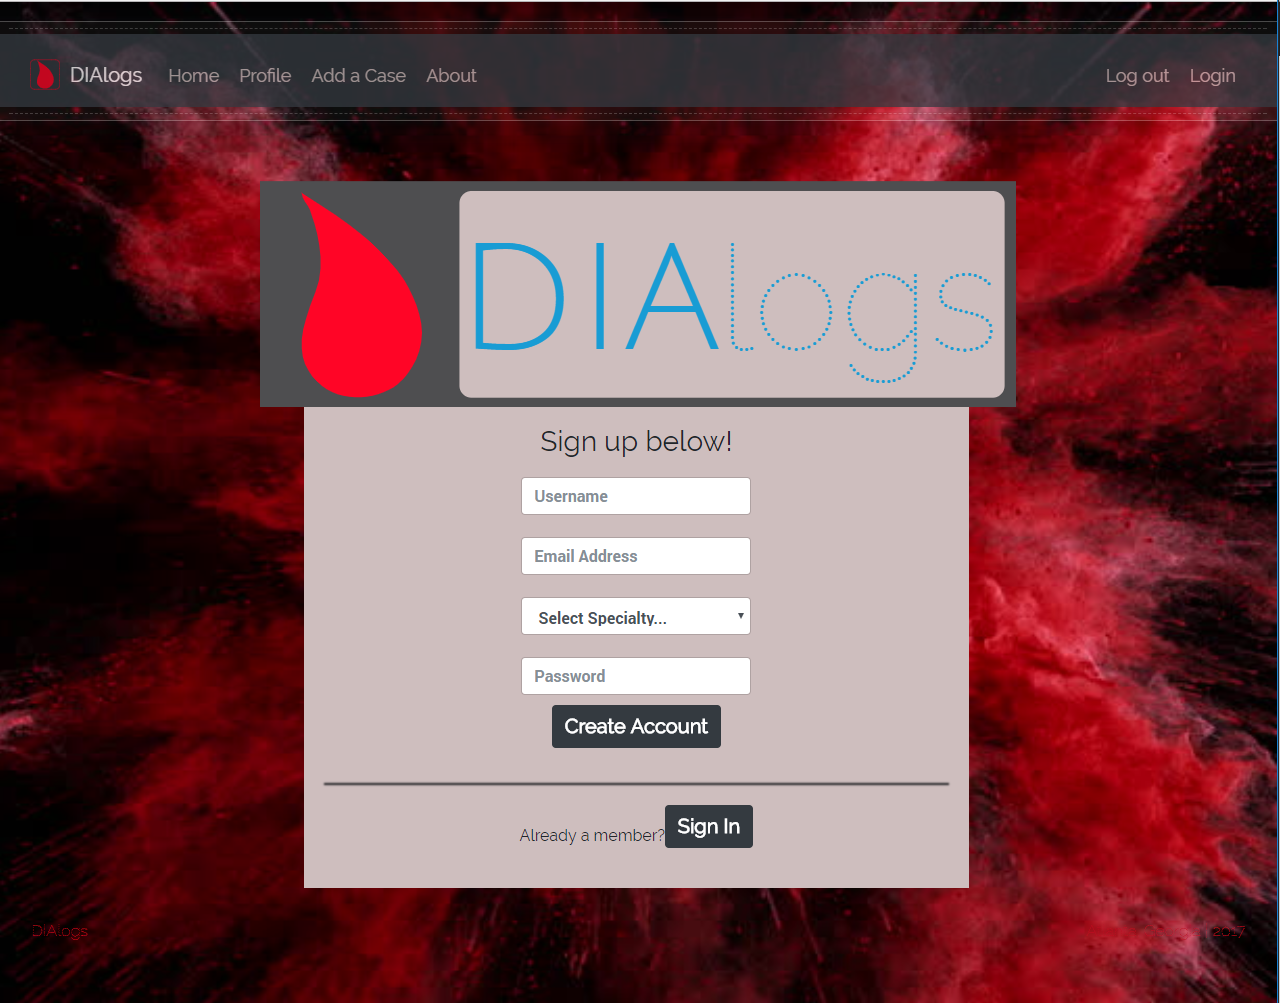 DIAlogs Home Profile Add a Case About Log out Login
DIAlogs
Sign up below!
Username
Email Address
Select Specialty...
Password
Create Account
Already a member? Sign In
DIAlogs 2017